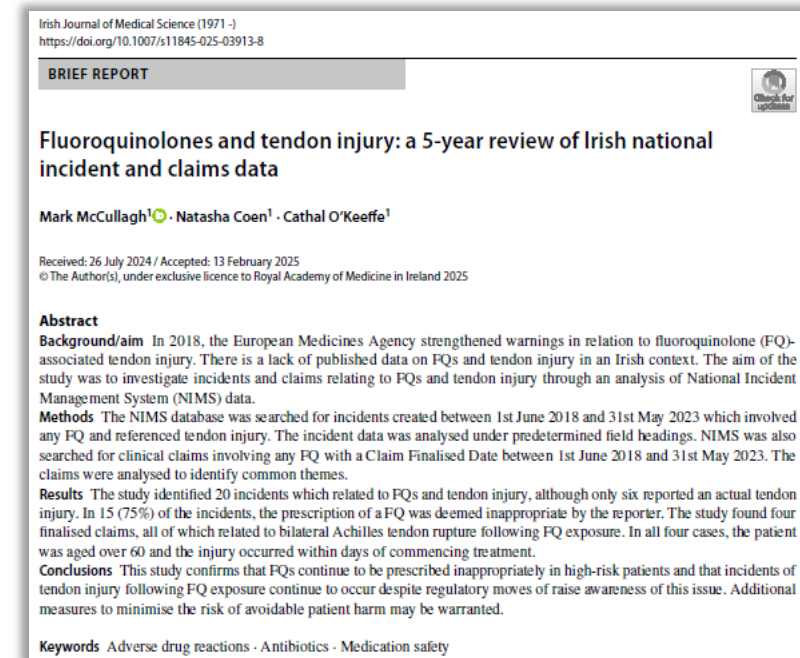 Irish Journal of Medical Science (1971 -)
https://doi.org/10.1007/s11845-025-03913-8
BRIEF REPORT
Check for
updates
Fluoroquinolones and tendon injury: a 5-year review of Irish national
incident and claims data
Mark McCullagh¹ · Natasha Coen¹ · Cathal O'Keeffe¹
Received: 26 July 2024 / Accepted: 13 February 2025
© The Author(s), under exclusive licence to Royal Academy of Medicine in Ireland 2025
Abstract
Background/aim In 2018, the European Medicines Agency strengthened warnings in relation to fluoroquinolone (FQ)-
associated tendon injury. There is a lack of published data on FQs and tendon injury in an Irish context. The aim of the
study was to investigate incidents and claims relating to FQs and tendon injury through an analysis of National Incident
Management System (NIMS) data.
Methods The NIMS database was searched for incidents created between 1st June 2018 and 31st May 2023 which involved
any FQ and referenced tendon injury. The incident data was analysed under predetermined field headings. NIMS was also
searched for clinical claims involving any FQ with a Claim Finalised Date between 1st June 2018 and 31st May 2023. The
claims were analysed to identify common themes.
Results The study identified 20 incidents which related to FQs and tendon injury, although only six reported an actual tendon
injury. In 15 (75%) of the incidents, the prescription of a FQ was deemed inappropriate by the reporter. The study found four
finalised claims, all of which related to bilateral Achilles tendon rupture following FQ exposure. In all four cases, the patient
was aged over 60 and the injury occurred within days of commencing treatment.
Conclusions This study confirms that FQs continue to be prescribed inappropriately in high-risk patients and that incidents of
tendon injury following FQ exposure continue to occur despite regulatory moves of raise awareness of this issue. Additional
measures to minimise the risk of avoidable patient harm may be warranted.
Keywords Adverse drug reactions · Antibiotics · Medication safety